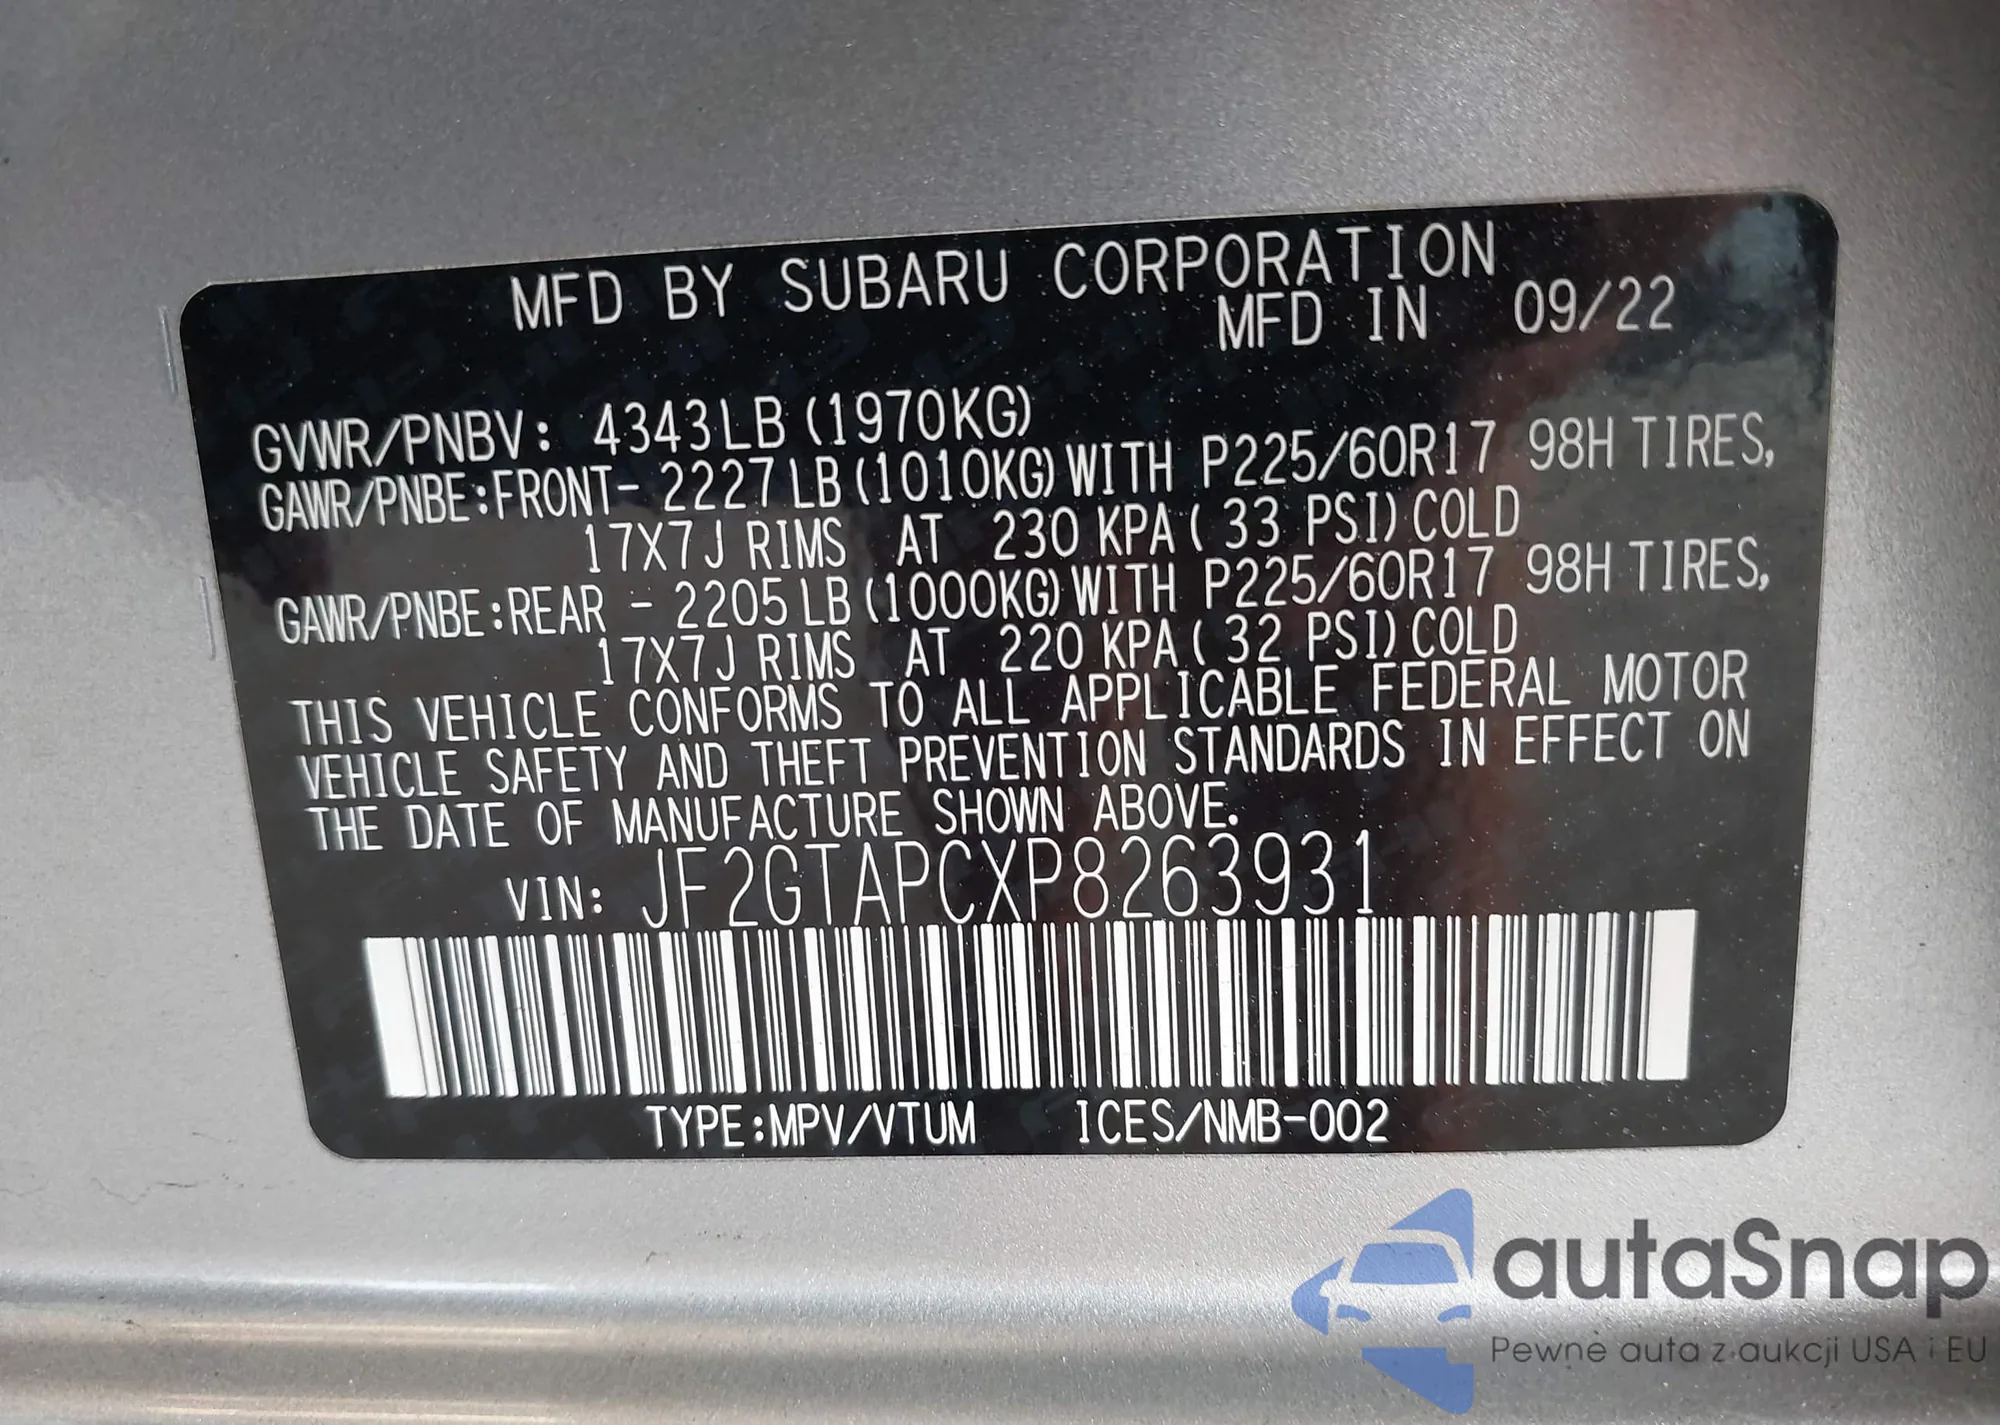 MFD BY SUBARU CORPORATION
MFD IN 09/22
GVWR/PNBV: 4343LB (1970KG)
GAWR/PNBE:FRONT- 2227LB(1010KG)WITH P225/60R17 98H TIRES,
17X7J RIMS AT 230 KPA( 33 PSI)COLD
GAWR/PNBE:REAR - 2205LB(1000KG)WITH P225/60R17 98H TIRES,
17X7J RIMS AT 220 KPA( 32 PSI)COLD
THIS VEHICLE CONFORMS TO ALL APPLICABLE FEDERAL MOTOR
VEHICLE SAFETY AND THEFT PREVENTION STANDARDS IN EFFECT ON
THE DATE OF MANUFACTURE SHOWN ABOVE.
VIN: JF2GTAPCXP8263931
TYPE:MPV/VTUM ICES/NMB-002
autaSnap
Pewne auta z aukcji USA i EU